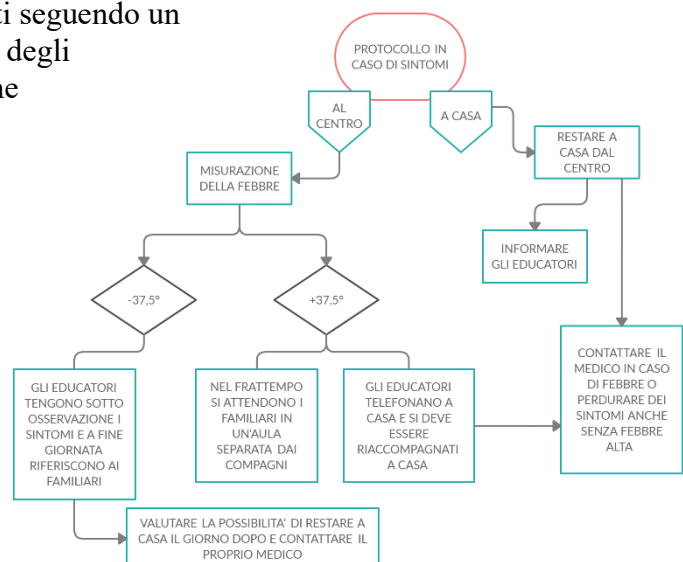 ti seguendo un
degli
ne
PROTOCOLLO IN
CASO DI SINTOMI
AL
CENTRO
A CASA
RESTARE A
CASA DAL
CENTRO
MISURAZIONE
DELLA FEBBRE
INFORMARE
GLI EDUCATORI
-37,5°
+37,5°
GLI EDUCATORI
TENGONO SOTTO
OSSERVAZIONE I
SINTOMI E A FINE
GIORNATA
RIFERISCONO AI
FAMILIARI
NEL FRATTEMPO
SI ATTENDONO I
FAMILIARI IN
UN'AULA
SEPARATA DAI
COMPAGNI
GLI EDUCATORI
TELEFONANO A
CASA E SI DEVE
ESSERE
RIACCOMPAGNATI
A CASA
CONTATTARE IL
MEDICO IN CASO
DI FEBBRE O
PERDURARE DEI
SINTOMI ANCHE
SENZA FEBBRE
ALTA
VALUTARE LA POSSIBILITA' DI RESTARE A
CASA IL GIORNO DOPO E CONTATTARE IL
PROPRIO MEDICO